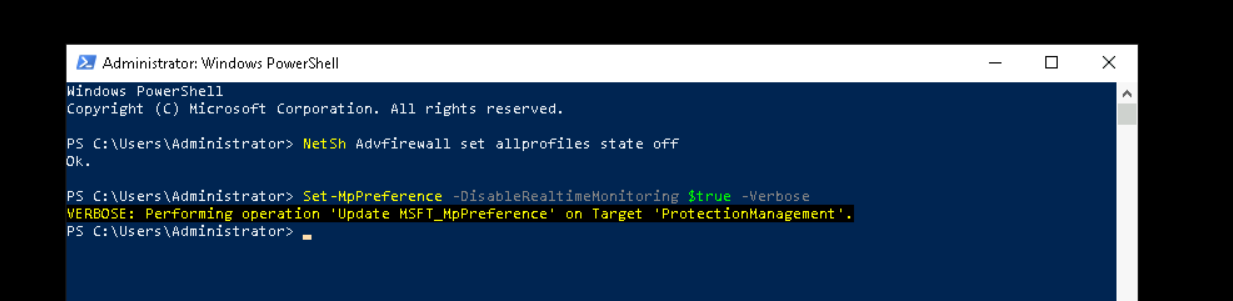 Administrator: Windows PowerShell
Windows PowerShell
Copyright (C) Microsoft Corporation. All rights reserved.
PS C:\Users\Administrator> NetSh Advfirewall set allprofiles state off
Ok.
PS C:\Users\Administrator> Set-MpPreference -DisableRealtimeMonitoring $true -Verbose
VERBOSE: Performing operation 'Update MSFT_MpPreference' on Target 'ProtectionManagement'.
PS C:\Users\Administrator>